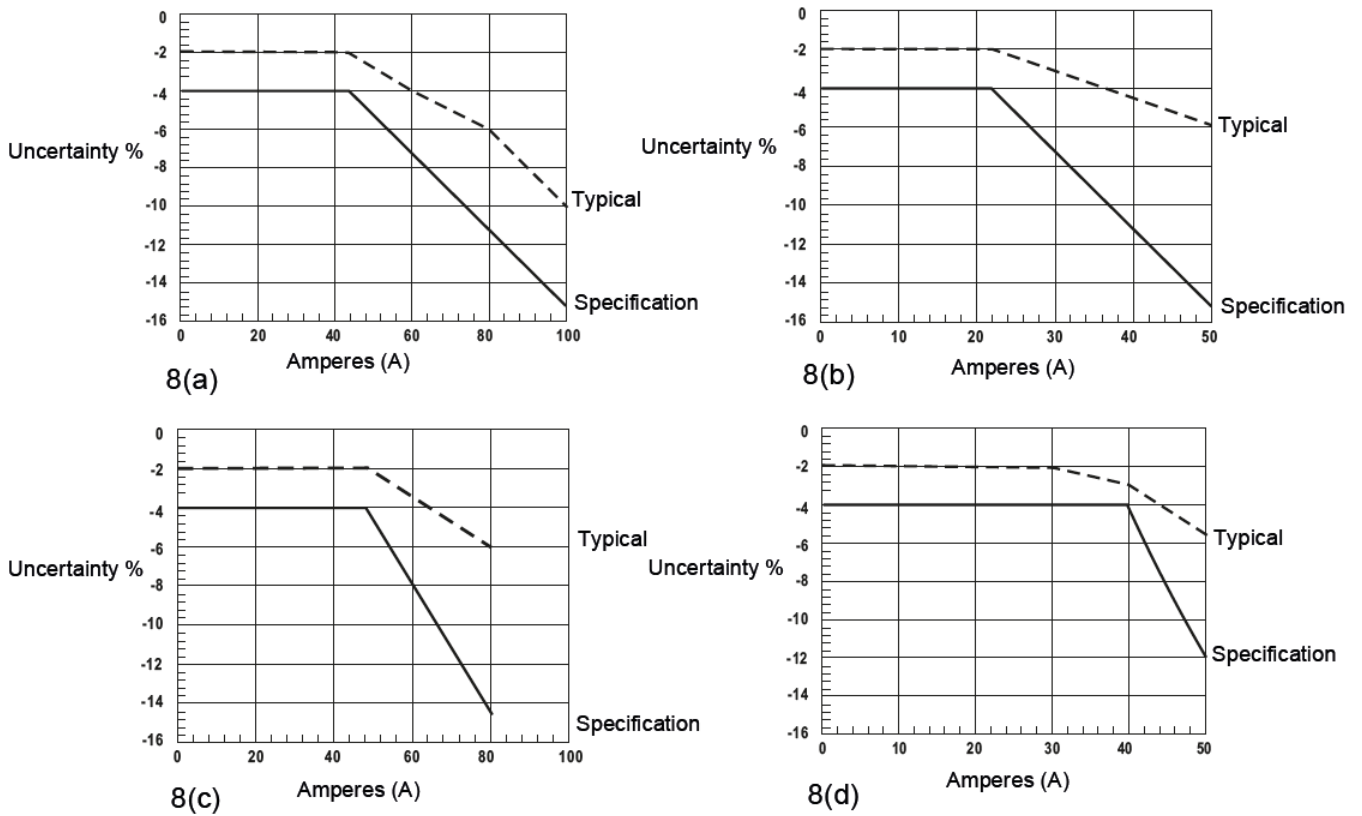 0
-2
-4
-6
-8
-10
-12
-14
-16
Uncertainty %
Typical
Specification
0 20 40 60 80 100
Amperes (A)
8(a)
0
-2
-4
-6
-8
-10
-12
-14
-16
Uncertainty %
Typical
Specification
0 10 20 30 40 50
Amperes (A)
8(b)
0
-2
-4
-6
-8
-10
-12
-14
-16
Uncertainty %
Typical
Specification
0 20 40 60 80 100
Amperes (A)
8(c)
0
-2
-4
-6
-8
-10
-12
-14
-16
Uncertainty %
Typical
Specification
0 10 20 30 40 50
Amperes (A)
8(d)